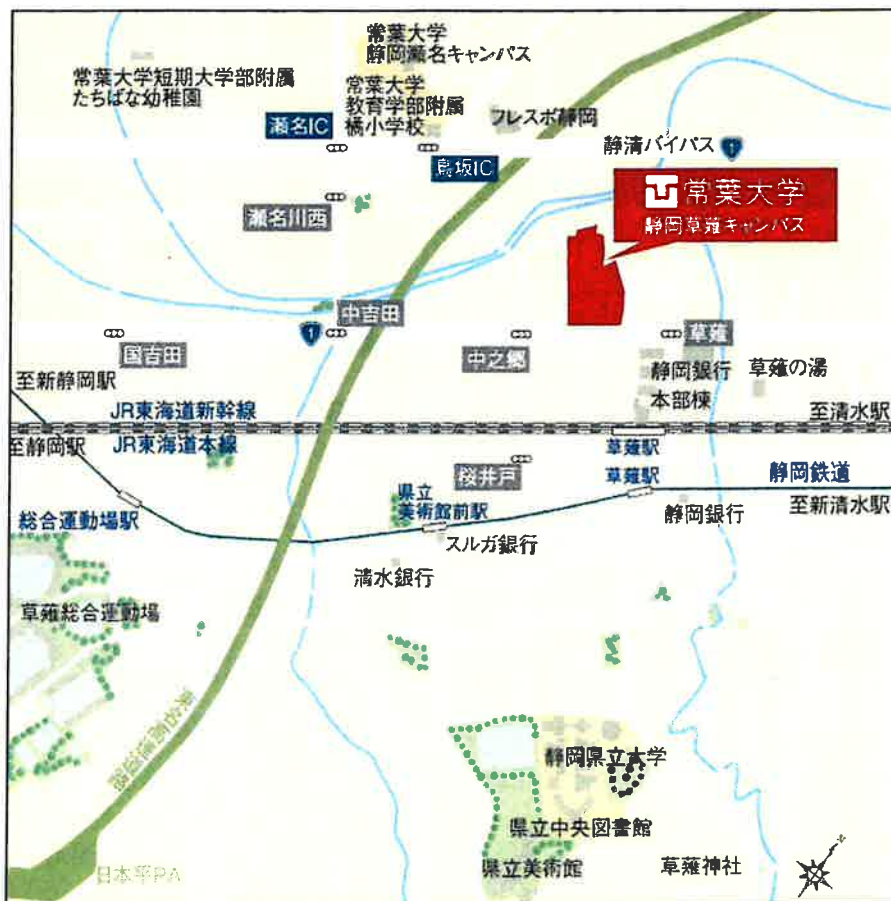 常葉大学
静岡瀬名キャンパス
常葉大学短期大学部附属
たちばな幼稚園
常葉大学
教育学部附属
橘小学校
瀬名IC
フレスポ静岡
静清バイパス
1
鳥坂IC
常葉大学
静岡草薙キャンパス
瀬名川西
1
中吉田
国吉田
中之郷
草薙
静岡銀行
本部棟
草薙の湯
至新静岡駅
JR東海道新幹線
至清水駅
至静岡駅
JR東海道本線
草薙駅
桜井戸
草薙駅
静岡鉄道
総合運動場駅
県立
美術館前駅
静岡銀行
至新清水駅
スルガ銀行
清水銀行
草薙総合運動場
東名高速道路
静岡県立大学
県立中央図書館
県立美術館
草薙神社
日本平PA